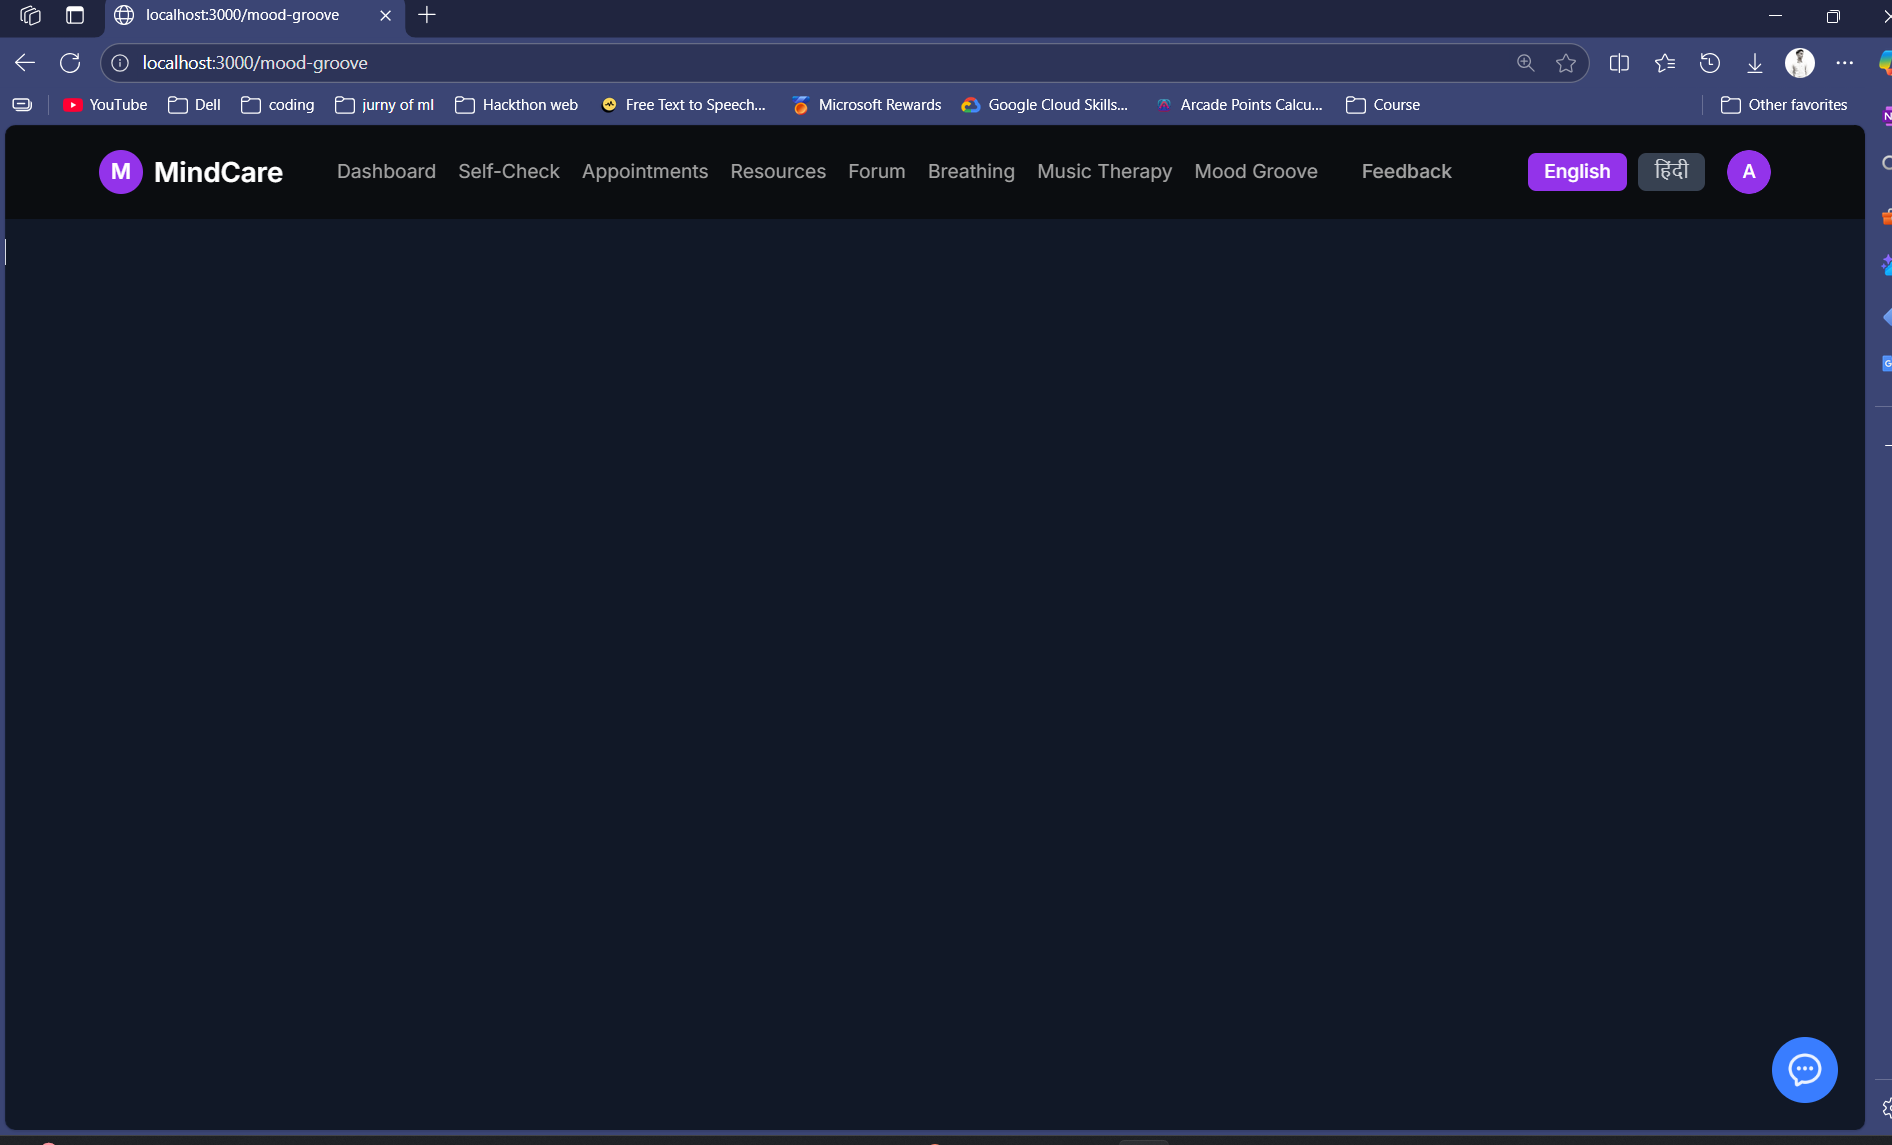 localhost:3000/mood-groove
localhost:3000/mood-groove
YouTube Dell coding jurny of ml Hackthon web Free Text to Speech... Microsoft Rewards Google Cloud Skills... Arcade Points Calcu... Course Other favorites
M MindCare Dashboard Self-Check Appointments Resources Forum Breathing Music Therapy Mood Groove Feedback English हिंदी A